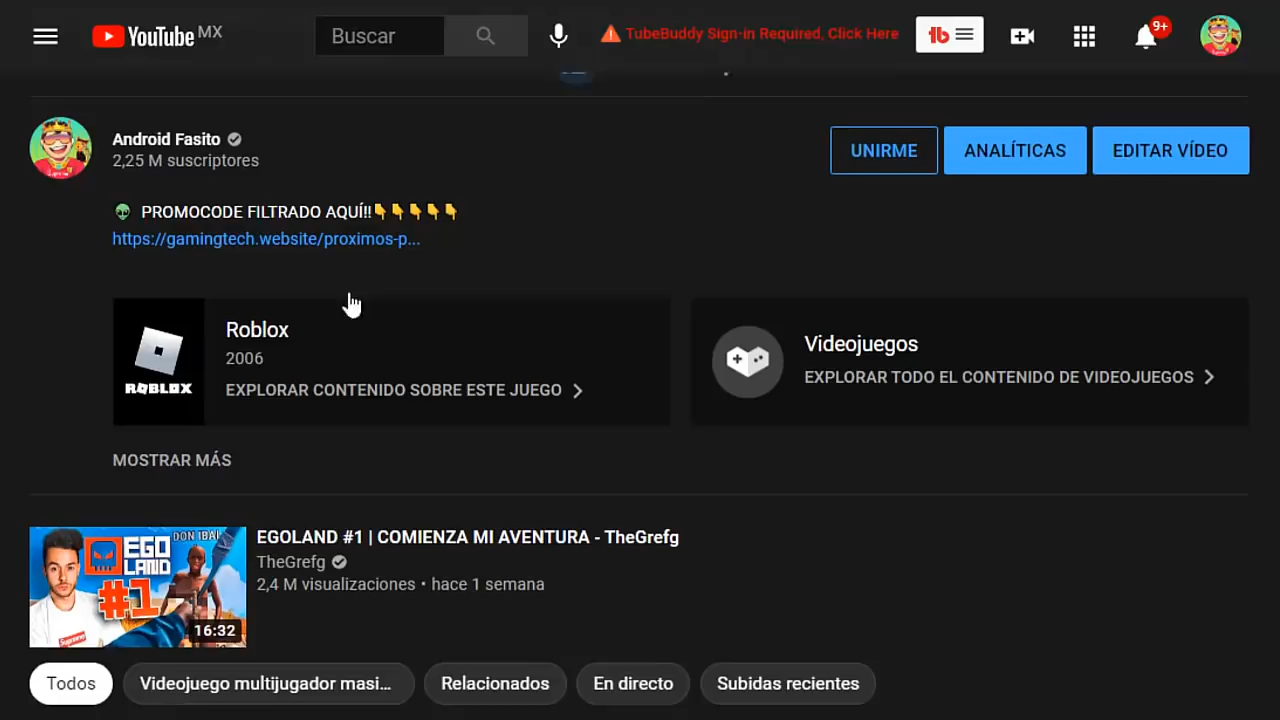 YouTube MX
Buscar
TubeBuddy Sign-in Required, Click Here
9+
Android Fasito
2,25 M suscriptores
UNIRME
ANALÍTICAS
EDITAR VÍDEO
👽 PROMOCODE FILTRADO AQUÍ!!👇👇👇👇👇
https://gamingtech.website/proximos-p...
ROBLOX
Roblox
2006
EXPLORAR CONTENIDO SOBRE ESTE JUEGO
Videojuegos
EXPLORAR TODO EL CONTENIDO DE VIDEOJUEGOS
MOSTRAR MÁS
EGO
LAND
#1
DON IBAI
Supreme
16:32
EGOLAND #1 | COMIENZA MI AVENTURA - TheGrefg
TheGrefg
2,4 M visualizaciones • hace 1 semana
Todos
Videojuego multijugador masi...
Relacionados
En directo
Subidas recientes